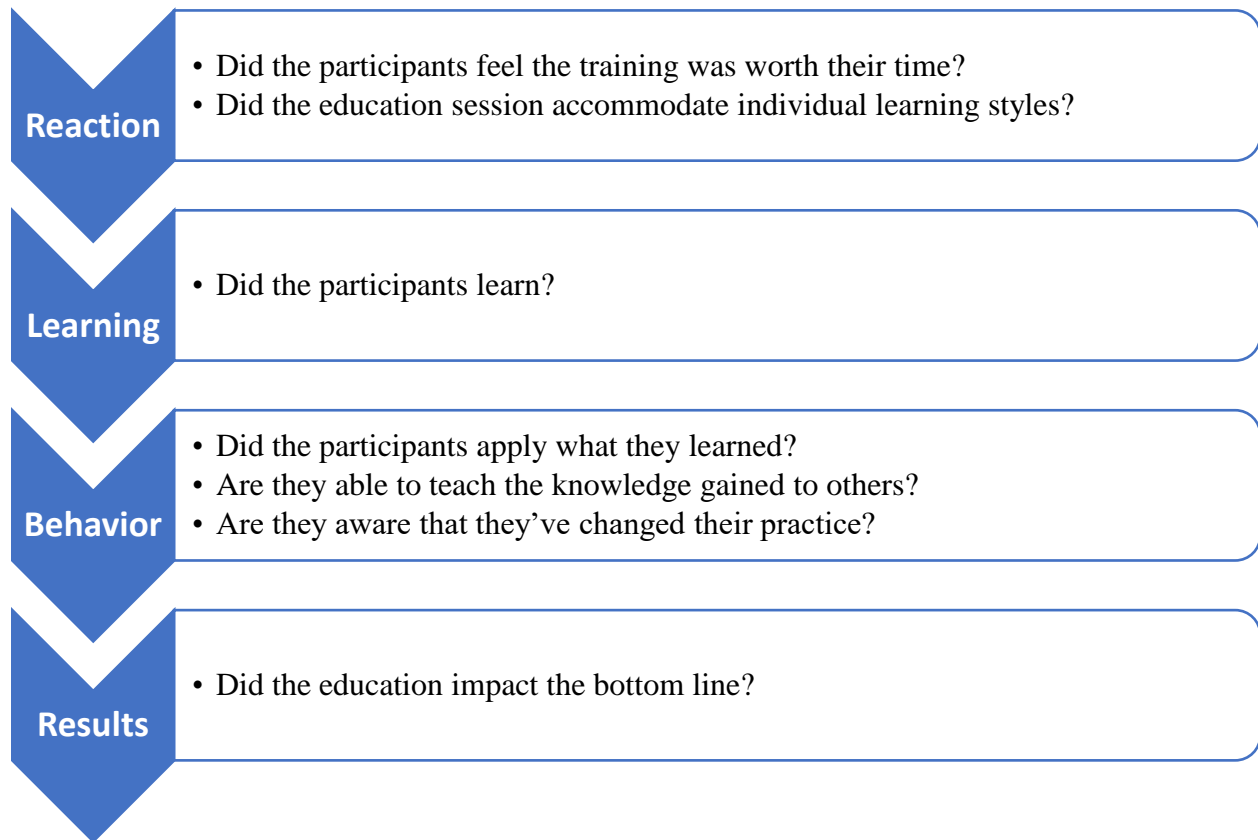 Reaction
• Did the participants feel the training was worth their time?
• Did the education session accommodate individual learning styles?
Learning
• Did the participants learn?
Behavior
• Did the participants apply what they learned?
• Are they able to teach the knowledge gained to others?
• Are they aware that they’ve changed their practice?
Results
• Did the education impact the bottom line?